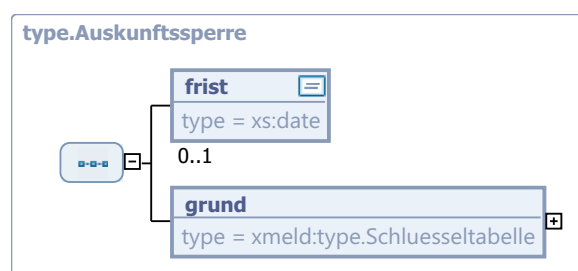 type.Auskunftssperre
frist
type = xs:date
0..1
grund
type = xmeld:type.Schluesseltabelle